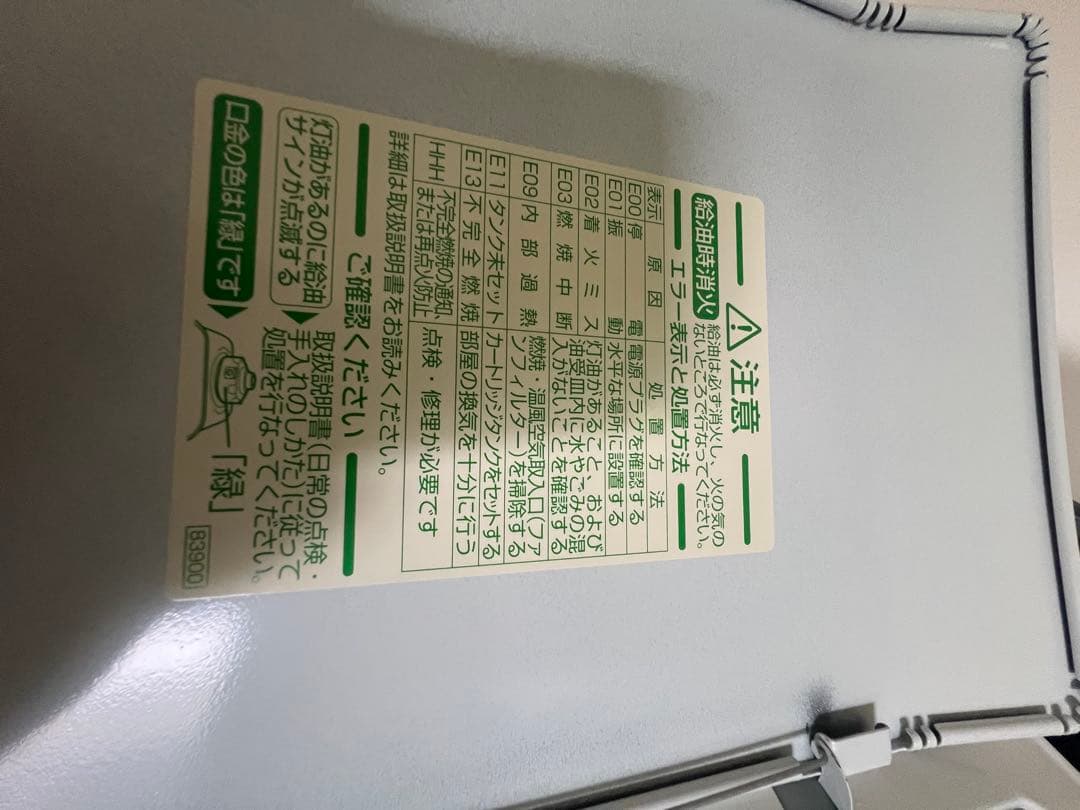 ⚠注意
給油時消火 給油は必ず消火し、火の気の
ないところで行なってください。
エラー表示と処置方法
表示 原因 処置方法
E00 停電 電源プラグを確認する
E01 振動 水平な場所に設置する
E02 着火ミス 灯油があること、および
E03 燃焼中断 油受皿内に水やごみの混
入がないことを確認する
E09 内部過熱 燃焼・温風空気取入口(ファ
ンフィルター)を掃除する
E11 タンク未セット カートリッジタンクをセットする
E13 不完全燃焼 部屋の換気を十分に行う
HHH 不完全燃焼の通知、
または再点火防止 点検・修理が必要です
詳細は取扱説明書をお読みください。
ご確認ください
灯油があるのに給油
サインが点滅する
取扱説明書(日常の点検・
手入れのしかた)に従って
処置を行なってください。
口金の色は「緑」です
「緑」
83900